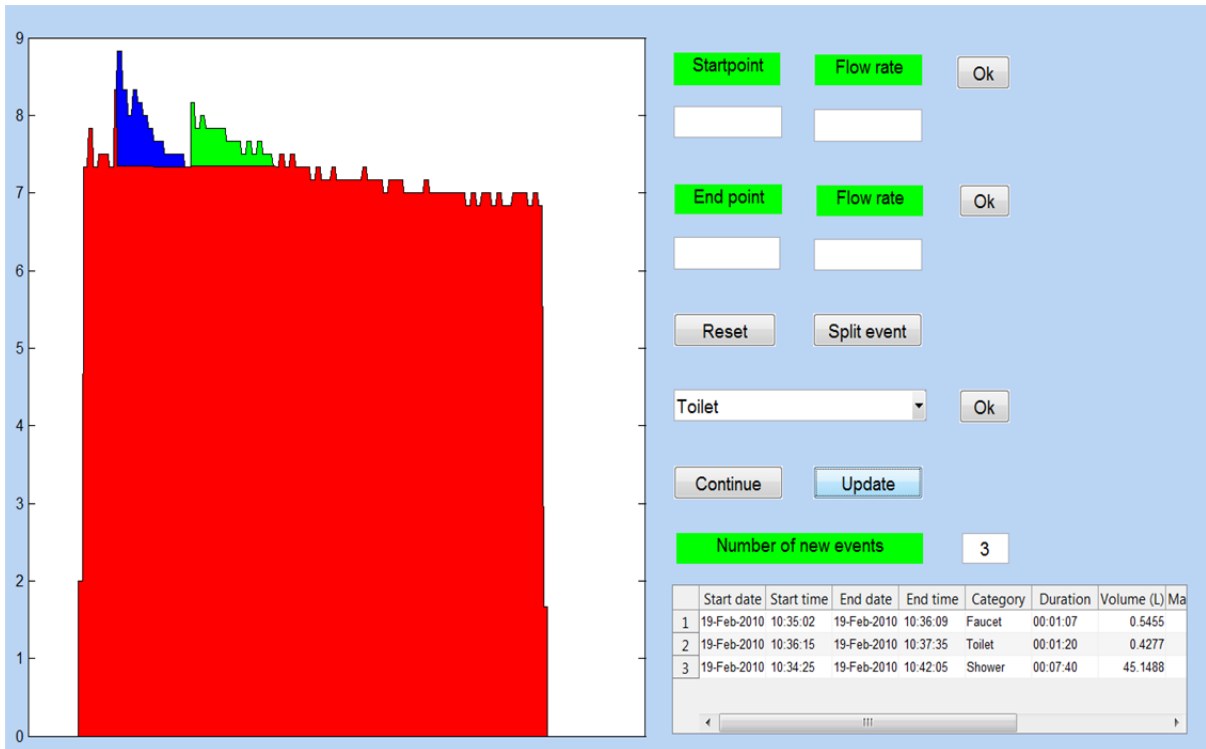 9
8
7
6
5
4
3
2
1
0
Startpoint Flow rate Ok
End point Flow rate Ok
Reset Split event
Toilet Ok
Continue Update
Number of new events 3
Start date Start time End date End time Category Duration Volume (L) Ma
1 19-Feb-2010 10:35:02 19-Feb-2010 10:36:09 Faucet 00:01:07 0.5455
2 19-Feb-2010 10:36:15 19-Feb-2010 10:37:35 Toilet 00:01:20 0.4277
3 19-Feb-2010 10:34:25 19-Feb-2010 10:42:05 Shower 00:07:40 45.1488